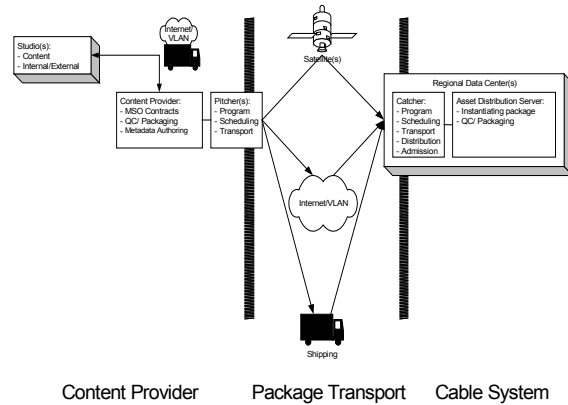 Internet/
VLAN
Studio(s):
- Content
- Internal/External
Satellite(s)
Regional Data Center(s)
Content Provider:
- MSO Contracts
- QC/ Packaging
- Metadata Authoring
Pitcher(s):
- Program
- Scheduling
- Transport
Catcher:
- Program
- Scheduling
- Transport
- Distribution
- Admission
Asset Distribution Server:
- Instantiating package
- QC/ Packaging
Internet/VLAN
Shipping
Content Provider
Package Transport
Cable System